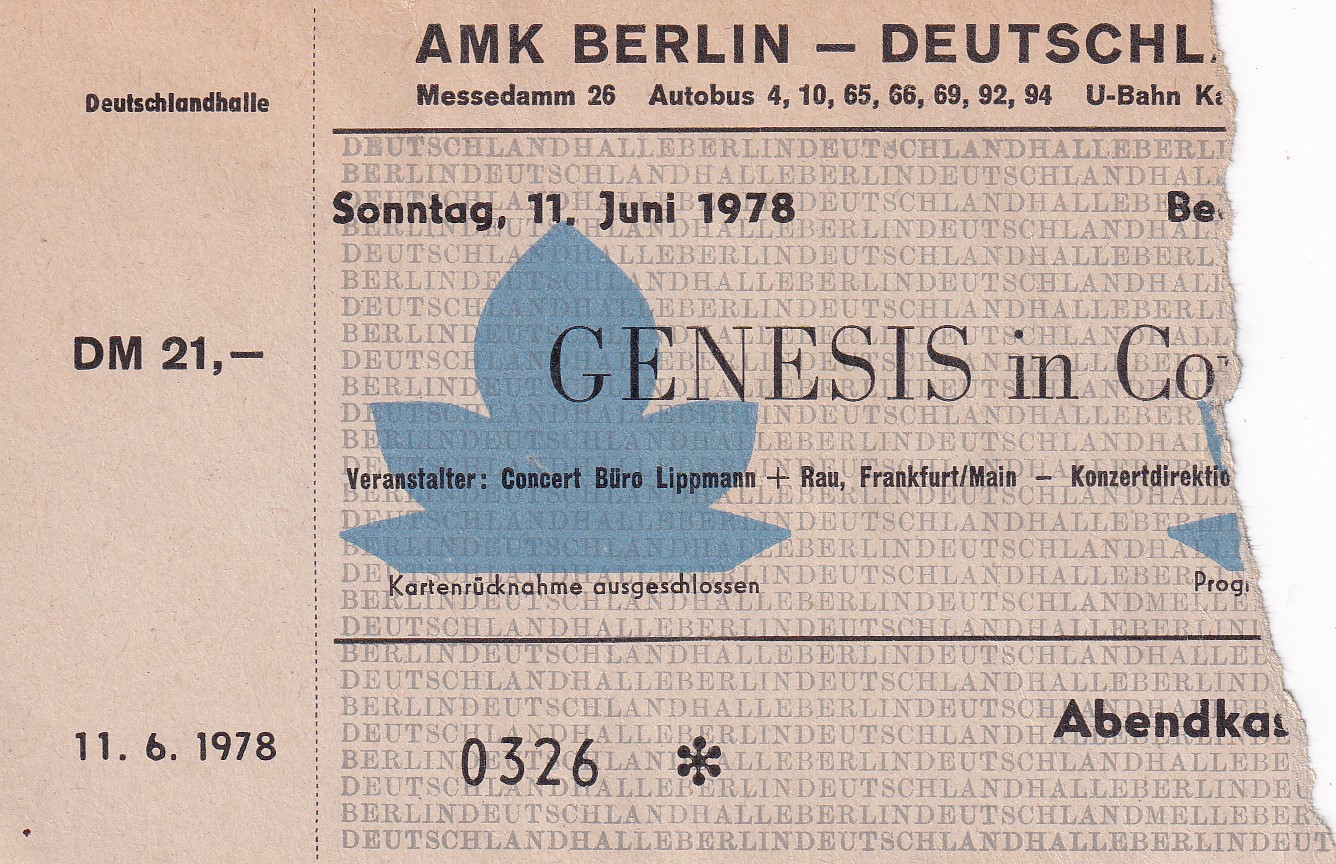 Deutschlandhalle
DM 21,—
11. 6. 1978
AMK BERLIN — DEUTSCHL
Messedamm 26 Autobus 4, 10, 65, 66, 69, 92, 94 U-Bahn K
Sonntag, 11. Juni 1978 Be
GENESIS in Co
Veranstalter: Concert Büro Lippmann + Rau, Frankfurt/Main — Konzertdirektio
Kartenrücknahme ausgeschlossen Prog
Abendkas
0326 *